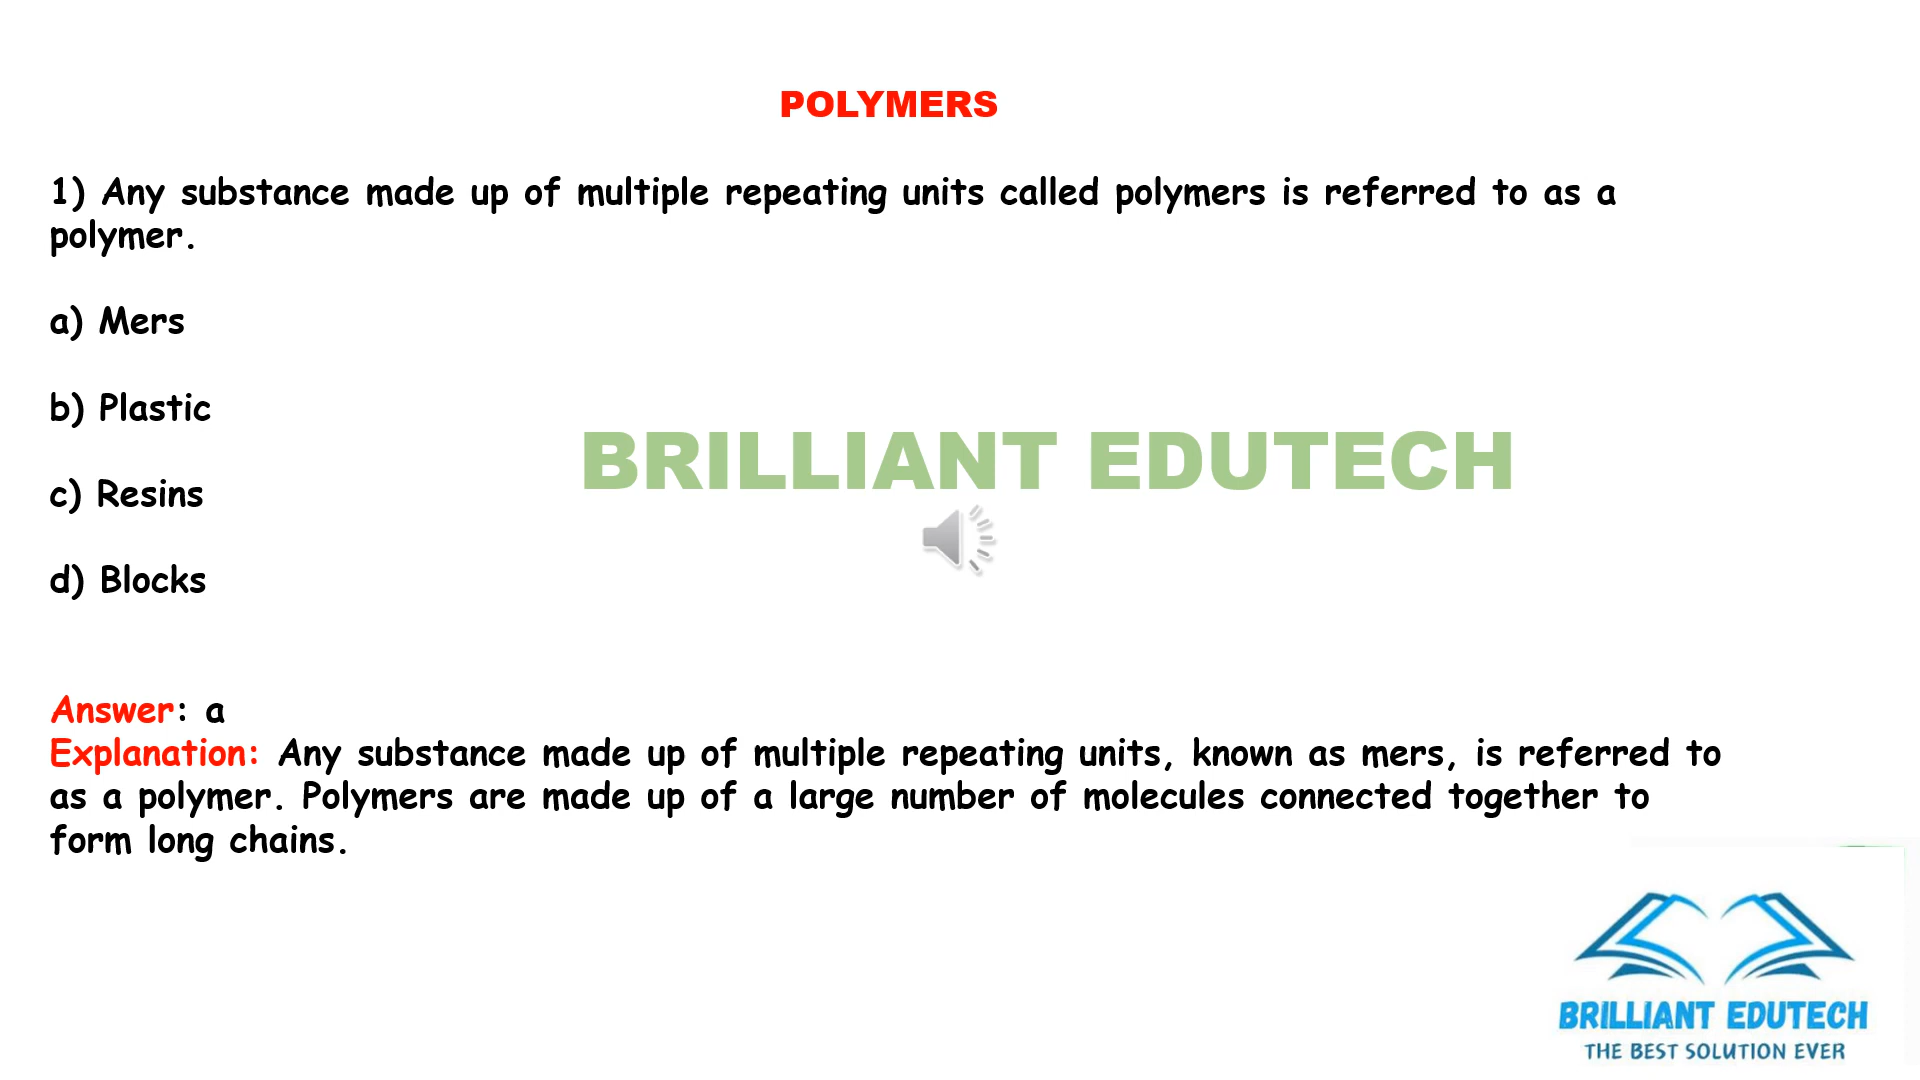 POLYMERS
1) Any substance made up of multiple repeating units called polymers is referred to as a
polymer.
a) Mers
b) Plastic
c) Resins
d) Blocks
BRILLIANT EDUTECH
Answer: a
Explanation: Any substance made up of multiple repeating units, known as mers, is referred to
as a polymer. Polymers are made up of a large number of molecules connected together to
form long chains.
BRILLIANT EDUTECH
THE BEST SOLUTION EVER